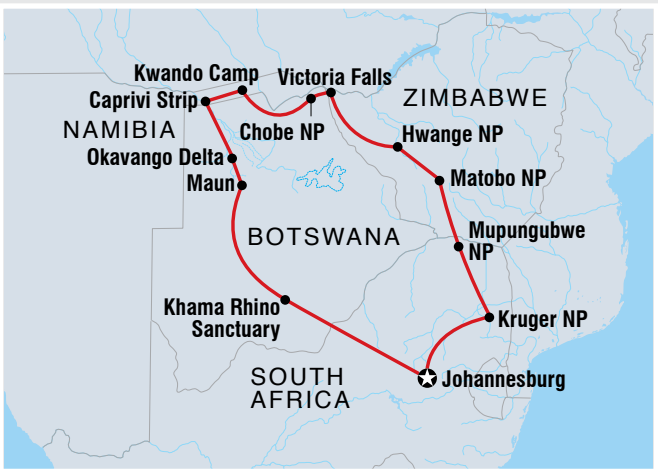 Kwando Camp
Victoria Falls
Caprivi Strip
ZIMBABWE
NAMIBIA
Chobe NP
Hwange NP
Okavango Delta
Matobo NP
Maun
BOTSWANA
Mupungubwe
NP
Khama Rhino
Sanctuary
Kruger NP
SOUTH
AFRICA
Johannesburg